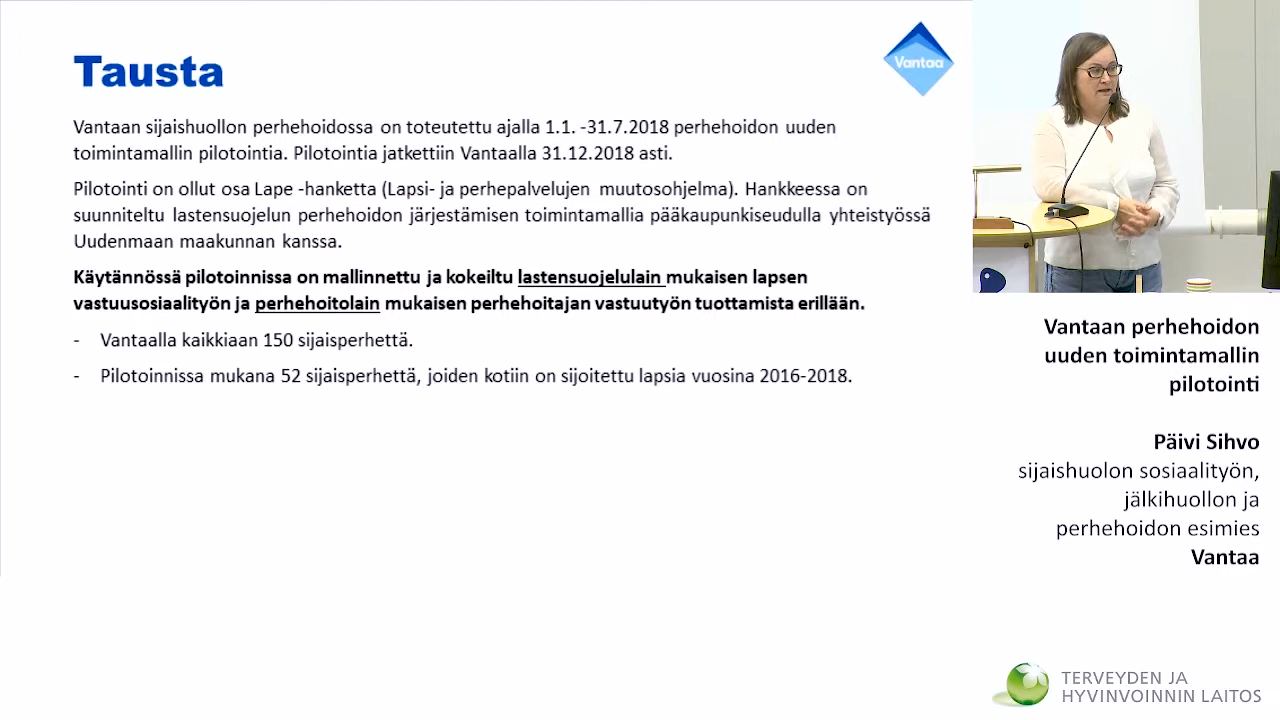 Tausta
Vantaa
Vantaan sijaishuollon perhehoidossa on toteutettu ajalla 1.1. -31.7.2018 perhehoidon uuden
toimintamallin pilotointia. Pilotointia jatkettiin Vantaalla 31.12.2018 asti.
Pilotointi on ollut osa Lape -hanketta (Lapsi- ja perhepalvelujen muutosohjelma). Hankkeessa on
suunniteltu lastensuojelun perhehoidon järjestämisen toimintamallia pääkaupunkiseudulla yhteistyössä
Uudenmaan maakunnan kanssa.
Käytännössä pilotoinnissa on mallinnettu ja kokeiltu lastensuojelulain mukaisen lapsen
vastuusosiaalityön ja perhehoitolain mukaisen perhehoitajan vastuutyön tuottamista erillään.
- Vantaalla kaikkiaan 150 sijaisperhettä.
- Pilotoinnissa mukana 52 sijaisperhettä, joiden kotiin on sijoitettu lapsia vuosina 2016-2018.
Vantaan perhehoidon
uuden toimintamallin
pilotointi
Päivi Sihvo
sijaishuolon sosiaalityön,
jälkihuollon ja
perhehoidon esimies
Vantaa
TERVEYDEN JA
HYVINVOINNIN LAITOS